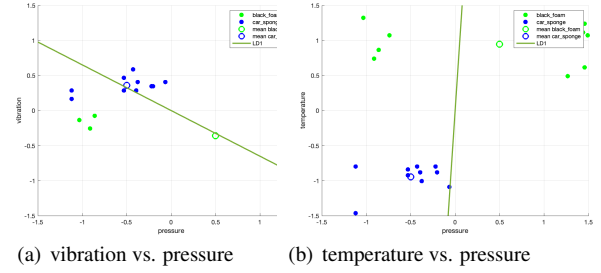 black_foam
car_sponge
mean black
mean car_
LD1
1.5
1
0.5
0
-0.5
-1
-1.5
vibration
-1.5
-1
-0.5
0
0.5
1
pressure
(a) vibration vs. pressure
black_foam
car_sponge
mean black_foam
mean car_sponge
LD1
1.5
1
0.5
0
-0.5
-1
-1.5
temperature
-1.5
-1
-0.5
0
0.5
1
1.5
pressure
(b) temperature vs. pressure